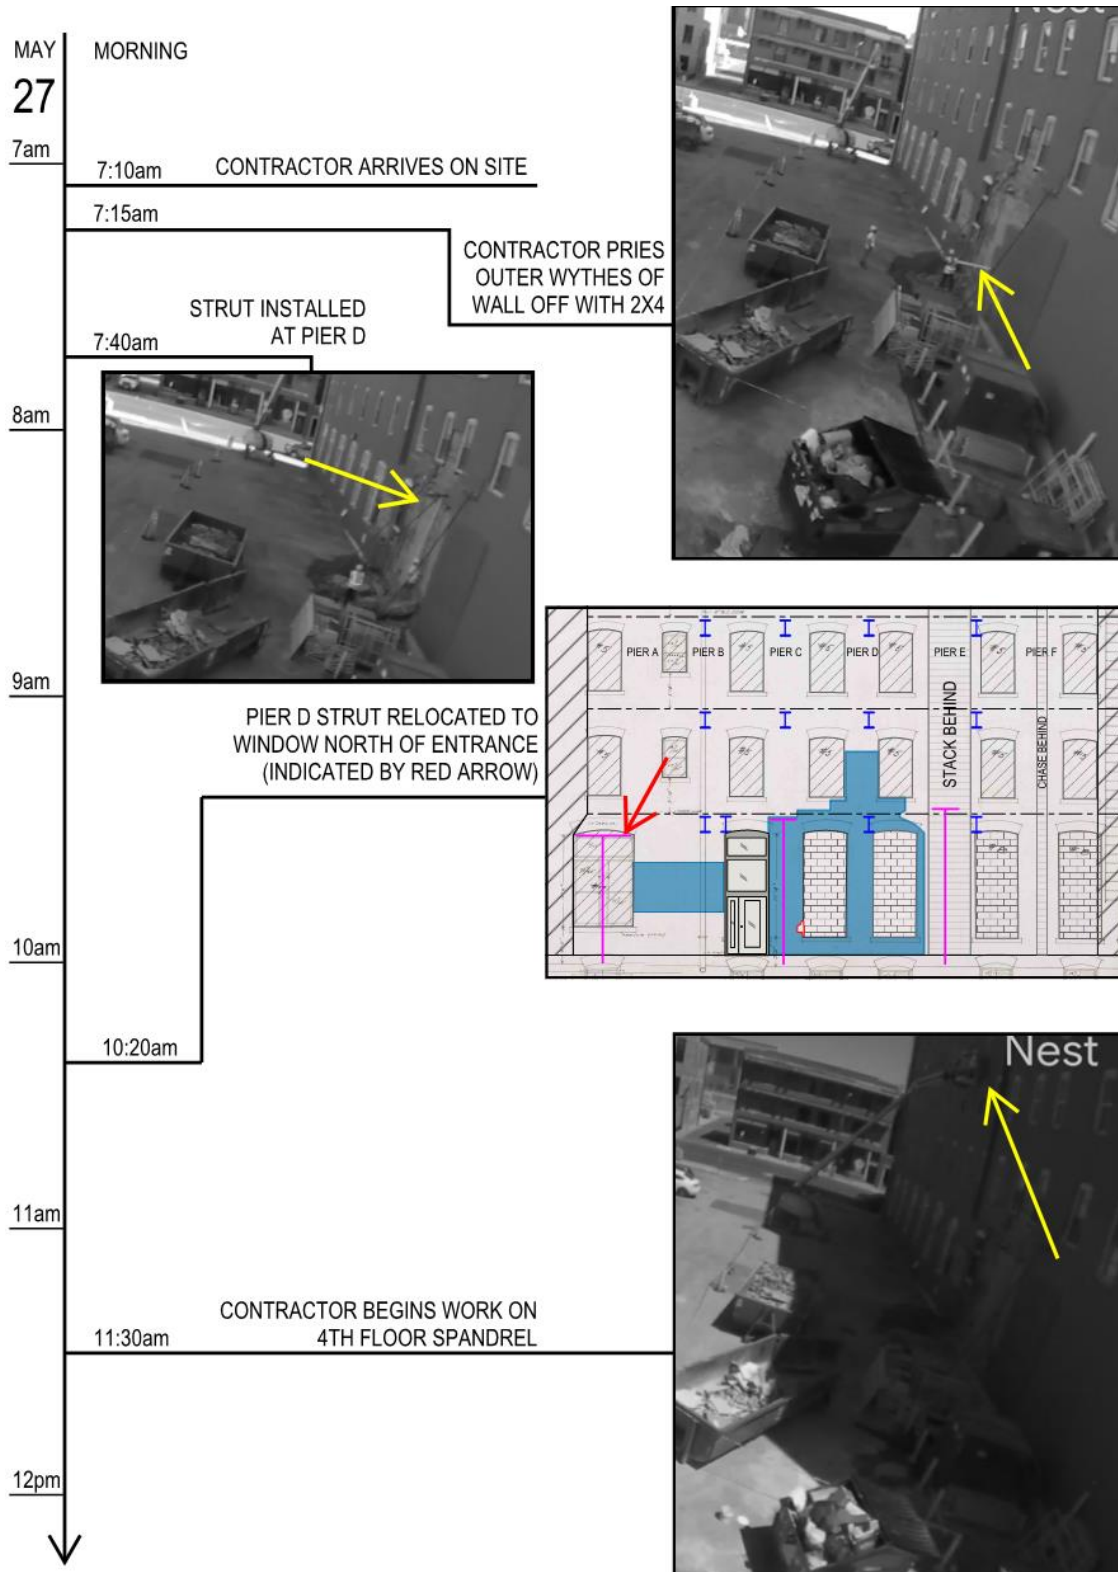 MAY
27
MORNING
7am
7:10am
CONTRACTOR ARRIVES ON SITE
7:15am
CONTRACTOR PRIES
OUTER WYTHES OF
WALL OFF WITH 2X4
STRUT INSTALLED
AT PIER D
7:40am
8am
9am
PIER D STRUT RELOCATED TO
WINDOW NORTH OF ENTRANCE
(INDICATED BY RED ARROW)
PIER A
PIER B
PIER C
PIER D
PIER E
PIER F
STACK BEHIND
CHASE BEHIND
10am
10:20am
Nest
11am
CONTRACTOR BEGINS WORK ON
4TH FLOOR SPANDREL
11:30am
12pm